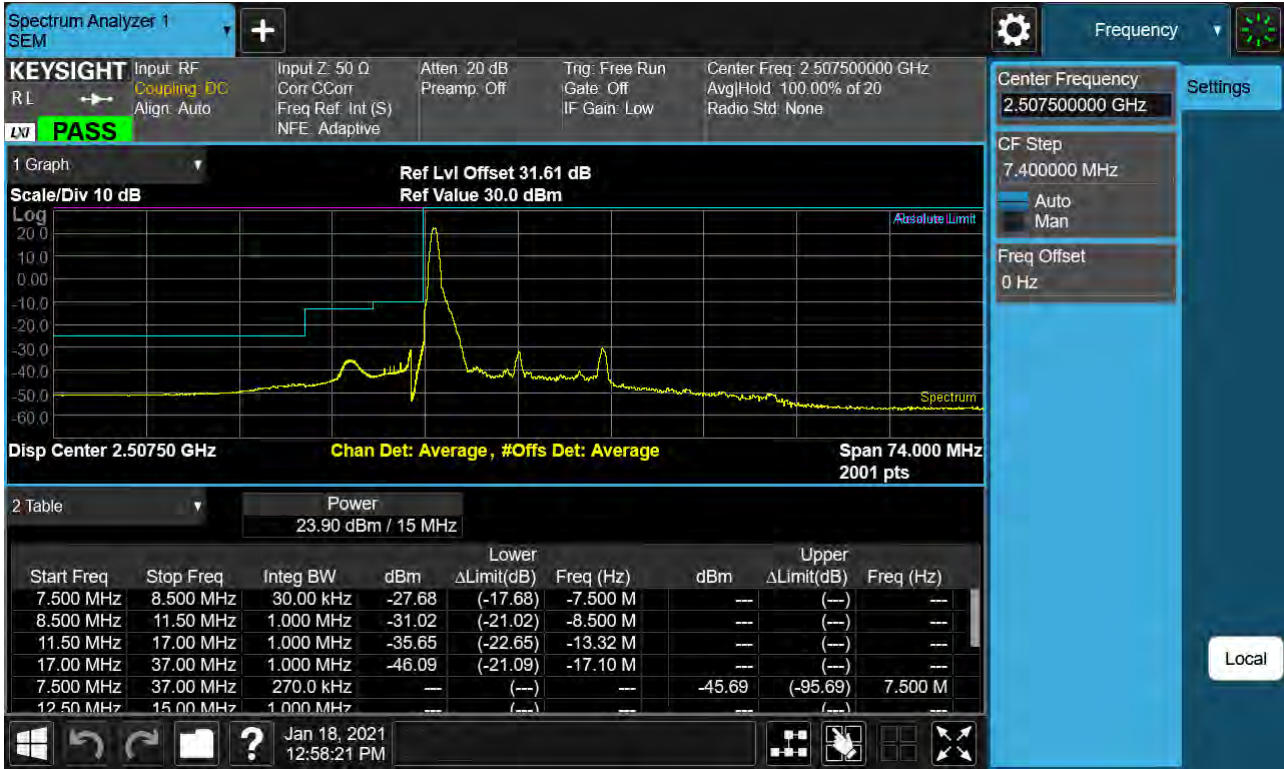 Spectrum Analyzer 1
SEM
Frequency
KEYSIGHT
R L
LXI
PASS
Input: RF
Coupling: DC
Align: Auto
Input Z: 50 Ω
Corr CCorr
Freq Ref: Int (S)
NFE: Adaptive
Atten: 20 dB
Preamp: Off
Trig: Free Run
Gate: Off
IF Gain: Low
Center Freq: 2.507500000 GHz
Avg|Hold: 100.00% of 20
Radio Std: None
Center Frequency
2.507500000 GHz
Settings
CF Step
7.400000 MHz
Auto
Man
Freq Offset
0 Hz
1 Graph
Scale/Div 10 dB
Ref Lvl Offset 31.61 dB
Ref Value 30.0 dBm
Log
20.0
10.0
0.00
-10.0
-20.0
-30.0
-40.0
-50.0
-60.0
Limit
Spectrum
Disp Center 2.50750 GHz
Chan Det: Average , #Offs Det: Average
Span 74.000 MHz
2001 pts
2 Table
Power
23.90 dBm / 15 MHz
Lower Upper
Start Freq Stop Freq Integ BW dBm ΔLimit(dB) Freq (Hz) dBm ΔLimit(dB) Freq (Hz)
7.500 MHz 8.500 MHz 30.00 kHz -27.68 (-17.68) -7.500 M --- (---) ---
8.500 MHz 11.50 MHz 1.000 MHz -31.02 (-21.02) -8.500 M --- (---) ---
11.50 MHz 17.00 MHz 1.000 MHz -35.65 (-22.65) -13.32 M --- (---) ---
17.00 MHz 37.00 MHz 1.000 MHz -46.09 (-21.09) -17.10 M --- (---) ---
7.500 MHz 37.00 MHz 270.0 kHz --- (---) --- -45.69 (-95.69) 7.500 M
12.50 MHz 15.00 MHz 1.000 MHz --- (---) --- --- (---) ---
Local
?
Jan 18, 2021
12:58:21 PM